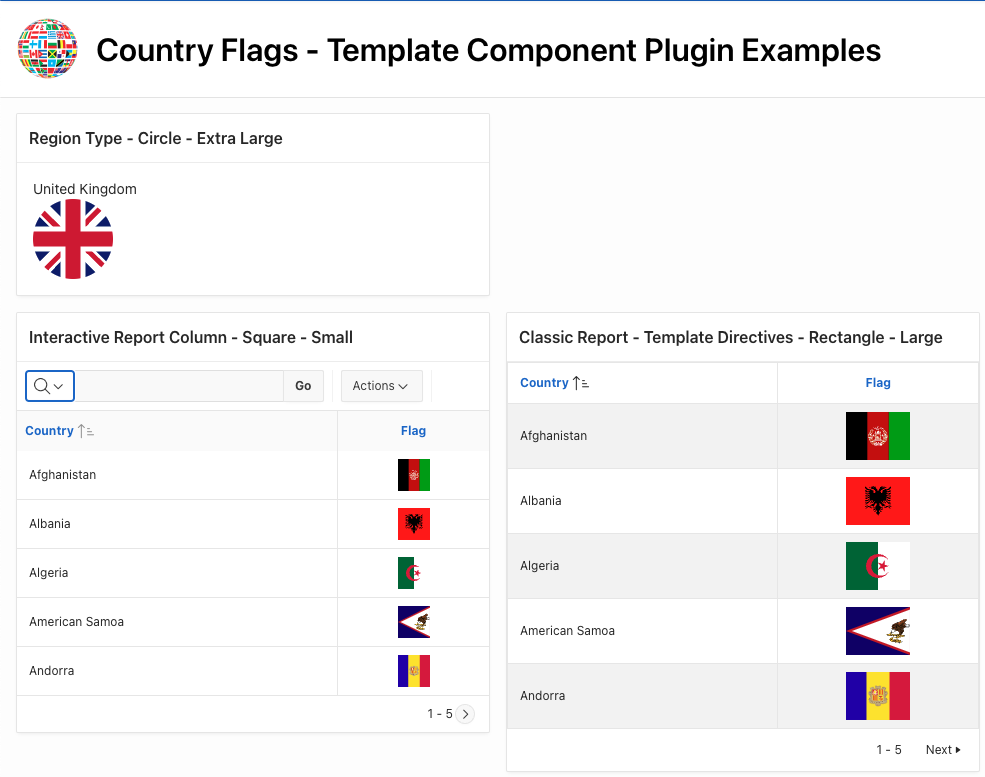 Country Flags - Template Component Plugin Examples
Region Type - Circle - Extra Large
United Kingdom
Interactive Report Column - Square - Small
Go
Actions
Country
Flag
Afghanistan
Albania
Algeria
American Samoa
Andorra
1 - 5
Classic Report - Template Directives - Rectangle - Large
Country
Flag
Afghanistan
Albania
Algeria
American Samoa
Andorra
1 - 5
Next